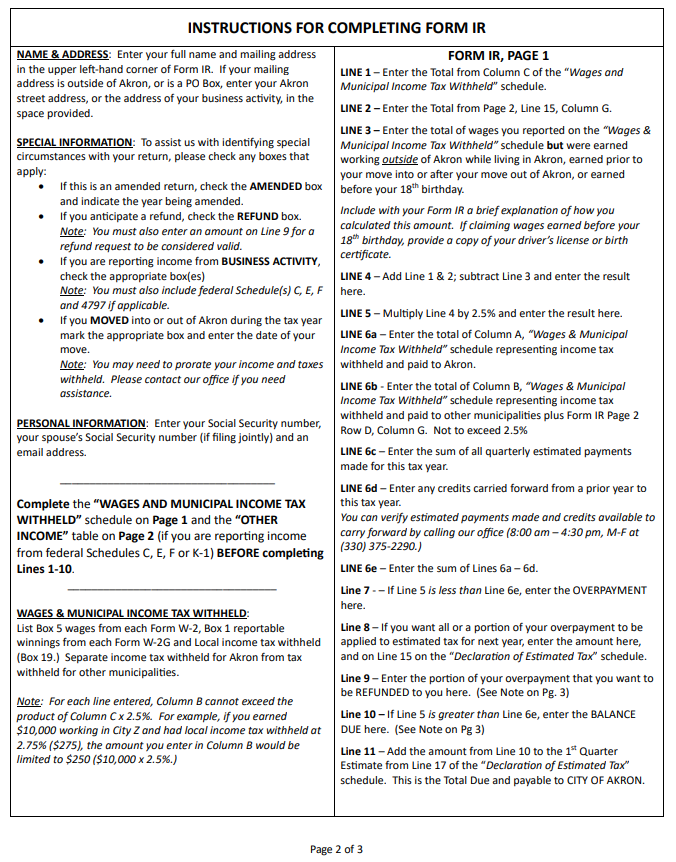 INSTRUCTIONS FOR COMPLETING FORM IR
NAME & ADDRESS: Enter your full name and mailing address
in the upper left-hand corner of Form IR. If your mailing
address is outside of Akron, or is a PO Box, enter your Akron
street address, or the address of your business activity, in the
space provided.
SPECIAL INFORMATION: To assist us with identifying special
circumstances with your return, please check any boxes that
apply:
• If this is an amended return, check the AMENDED box
and indicate the year being amended.
• If you anticipate a refund, check the REFUND box.
Note: You must also enter an amount on Line 9 for a
refund request to be considered valid.
• If you are reporting income from BUSINESS ACTIVITY,
check the appropriate box(es)
Note: You must also include federal Schedule(s) C, E, F
and 4797 if applicable.
• If you MOVED into or out of Akron during the tax year
mark the appropriate box and enter the date of your
move.
Note: You may need to prorate your income and taxes
withheld. Please contact our office if you need
assistance.
PERSONAL INFORMATION: Enter your Social Security number,
your spouse's Social Security number (if filing jointly) and an
email address.
Complete the "WAGES AND MUNICIPAL INCOME TAX
WITHHELD" schedule on Page 1 and the "OTHER
INCOME" table on Page 2 (if you are reporting income
from federal Schedules C, E, F or K-1) BEFORE completing
Lines 1-10.
WAGES & MUNICIPAL INCOME TAX WITHHELD:
List Box 5 wages from each Form W-2, Box 1 reportable
winnings from each Form W-2G and Local income tax withheld
(Box 19.) Separate income tax withheld for Akron from tax
withheld for other municipalities.
Note: For each line entered, Column B cannot exceed the
product of Column C x 2.5%. For example, if you earned
$10,000 working in City Z and had local income tax withheld at
2.75% ($275), the amount you enter in Column B would be
limited to $250 ($10,000 x 2.5%.)
FORM IR, PAGE 1
LINE 1 – Enter the Total from Column C of the "Wages and
Municipal Income Tax Withheld" schedule.
LINE 2 – Enter the Total from Page 2, Line 15, Column G.
LINE 3 – Enter the total of wages you reported on the "Wages &
Municipal Income Tax Withheld" schedule but were earned
working outside of Akron while living in Akron, earned prior to
your move into or after your move out of Akron, or earned
before your 18th birthday.
Include with your Form IR a brief explanation of how you
calculated this amount. If claiming wages earned before your
18th birthday, provide a copy of your driver's license or birth
certificate.
LINE 4 – Add Line 1 & 2; subtract Line 3 and enter the result
here.
LINE 5 – Multiply Line 4 by 2.5% and enter the result here.
LINE 6a – Enter the total of Column A, "Wages & Municipal
Income Tax Withheld" schedule representing income tax
withheld and paid to Akron.
LINE 6b - Enter the total of Column B, "Wages & Municipal
Income Tax Withheld" schedule representing income tax
withheld and paid to other municipalities plus Form IR Page 2
Row D, Column G. Not to exceed 2.5%
LINE 6c – Enter the sum of all quarterly estimated payments
made for this tax year.
LINE 6d – Enter any credits carried forward from a prior year to
this tax year.
You can verify estimated payments made and credits available to
carry forward by calling our office (8:00 am – 4:30 pm, M-F at
(330) 375-2290.)
LINE 6e – Enter the sum of Lines 6a – 6d.
Line 7 - – If Line 5 is less than Line 6e, enter the OVERPAYMENT
here.
Line 8 – If you want all or a portion of your overpayment to be
applied to estimated tax for next year, enter the amount here,
and on Line 15 on the "Declaration of Estimated Tax" schedule.
Line 9 – Enter the portion of your overpayment that you want to
be REFUNDED to you here. (See Note on Pg. 3)
Line 10 – If Line 5 is greater than Line 6e, enter the BALANCE
DUE here. (See Note on Pg 3)
Line 11 – Add the amount from Line 10 to the 1st Quarter
Estimate from Line 17 of the "Declaration of Estimated Tax"
schedule. This is the Total Due and payable to CITY OF AKRON.
Page 2 of 3